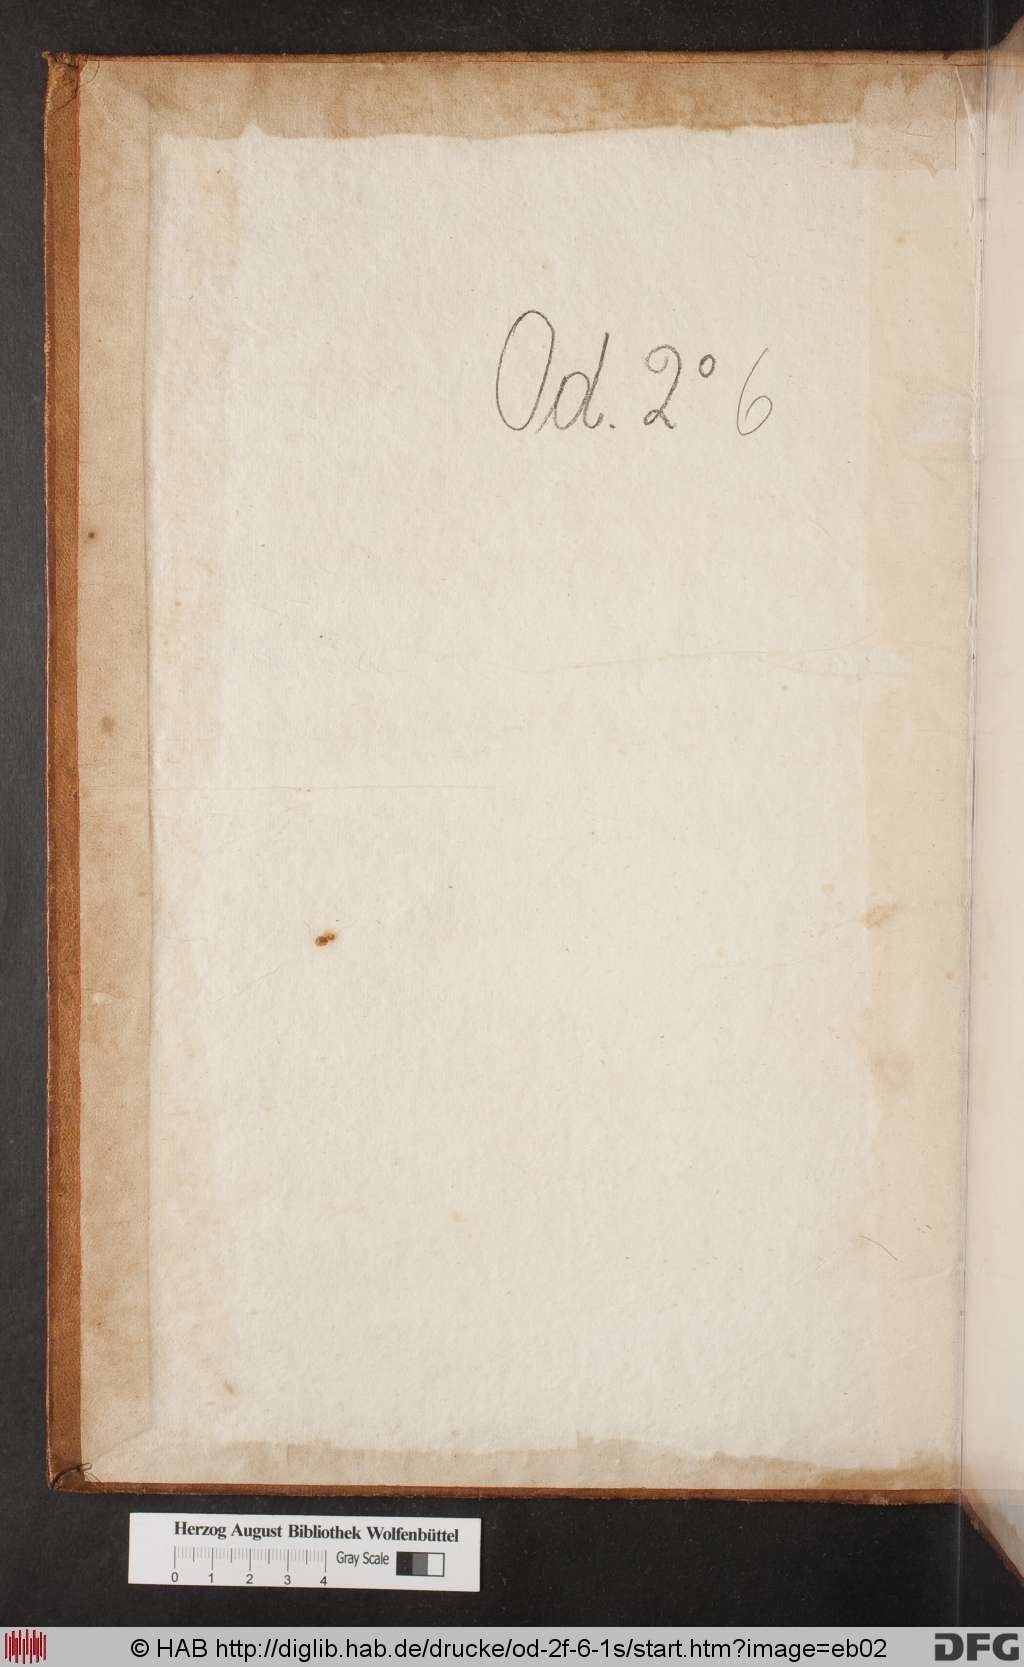 Od. 2° 6
Herzog August Bibliothek Wolfenbüttel
Gray Scale
0 1 2 3 4
© HAB http://diglib.hab.de/drucke/od-2f-6-1s/start.htm?image=eb02
DFG